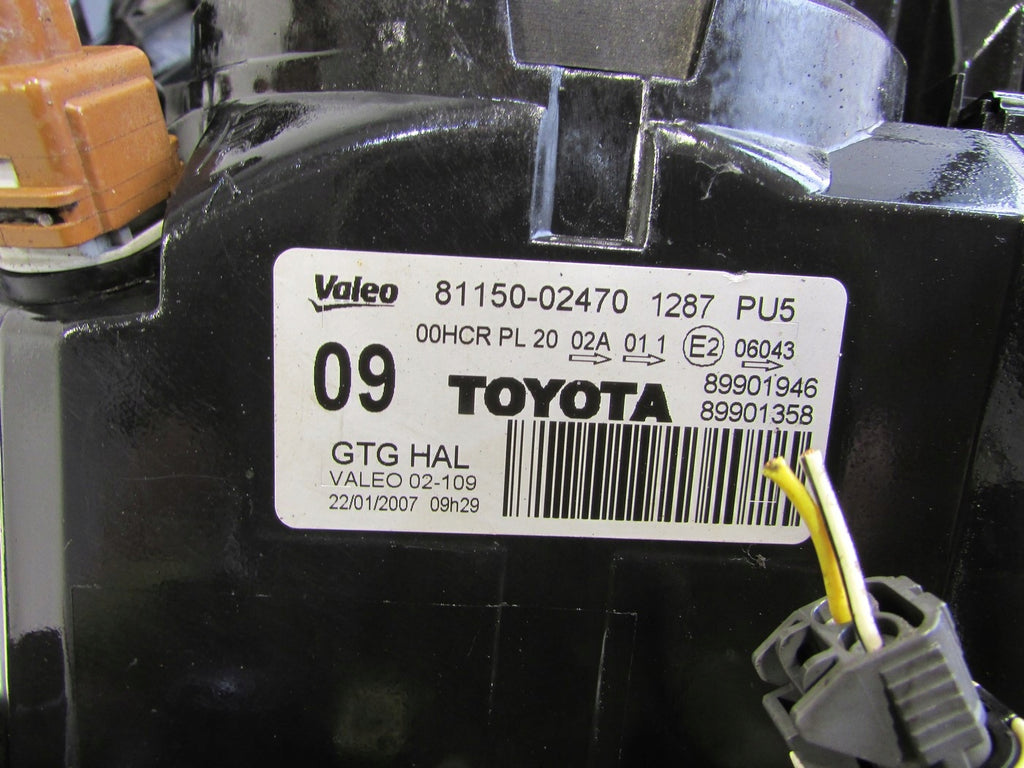 Valeo 81150-02470 1287 PU5
00HCR PL 20 02A 01 1 E2 06043
09 TOYOTA 89901946
89901358
GTG HAL
VALEO 02-109
22/01/2007 09h29